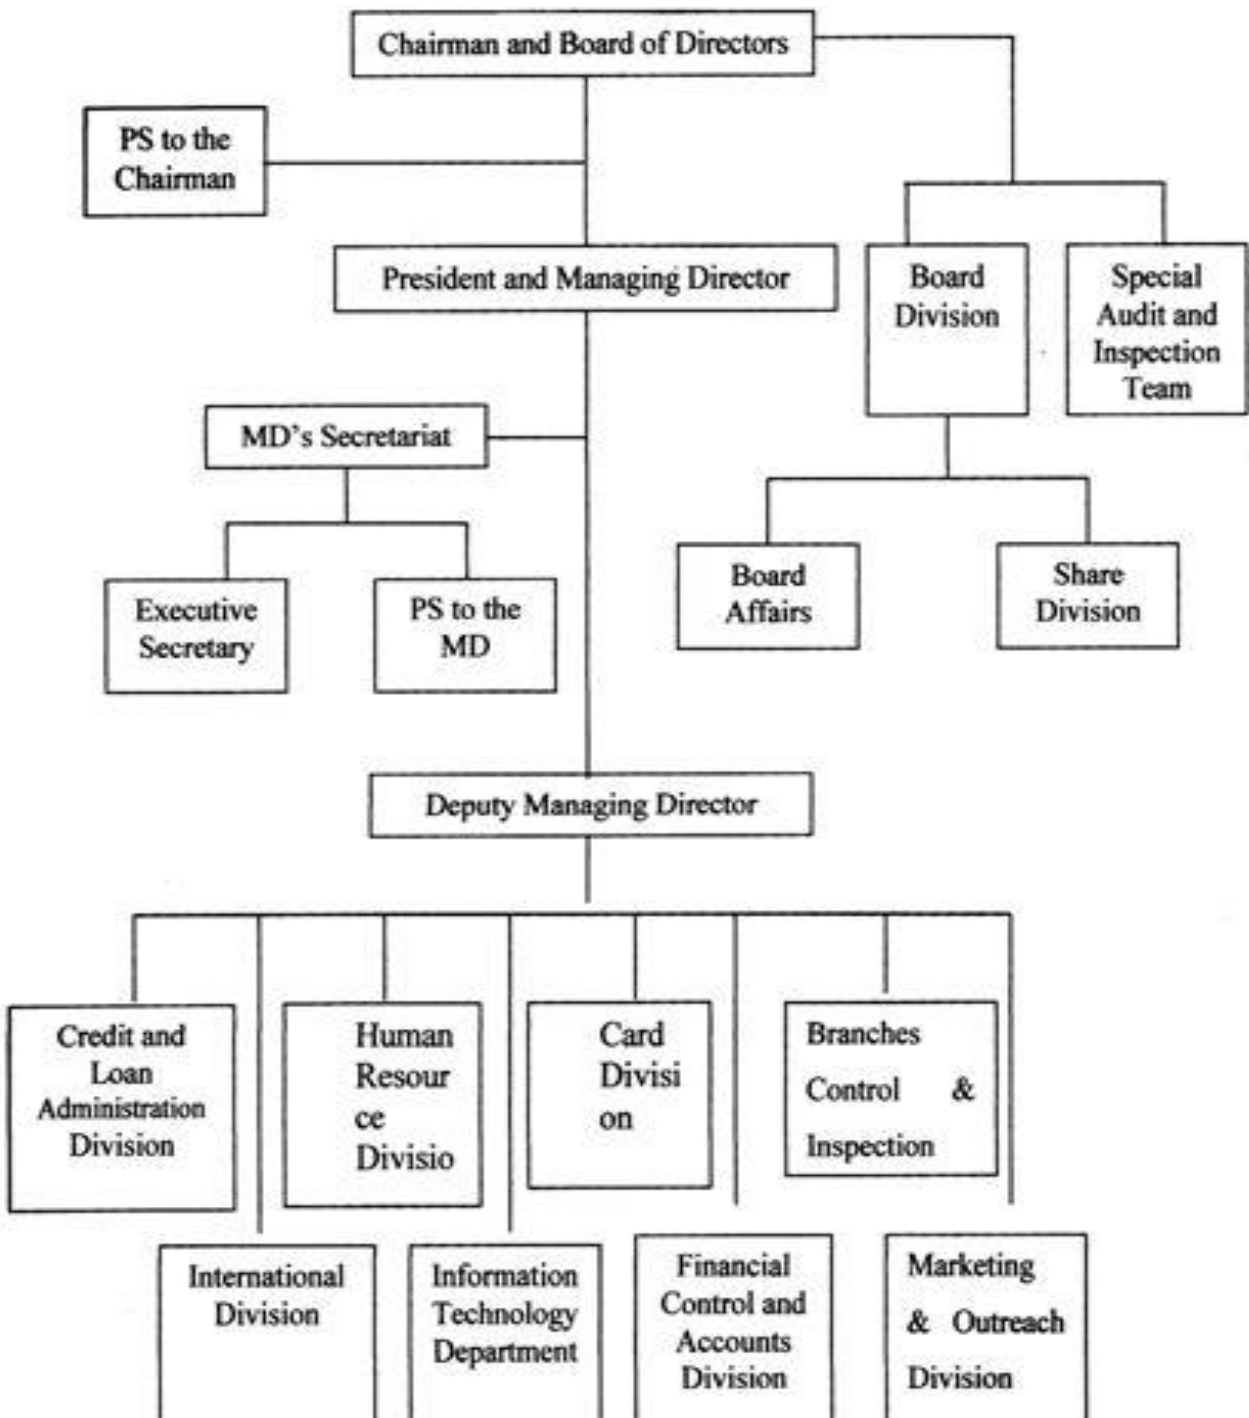 Chairman and Board of Directors
PS to the
Chairman
President and Managing Director
Board
Division
Special
Audit and
Inspection
Team
MD's Secretariat
Executive
Secretary
PS to the
MD
Board
Affairs
Share
Division
Deputy Managing Director
Credit and
Loan
Administration
Division
Human
Resour
ce
Divisio
Card
Divisi
on
Branches
Control &
Inspection
International
Division
Information
Technology
Department
Financial
Control and
Accounts
Division
Marketing
& Outreach
Division